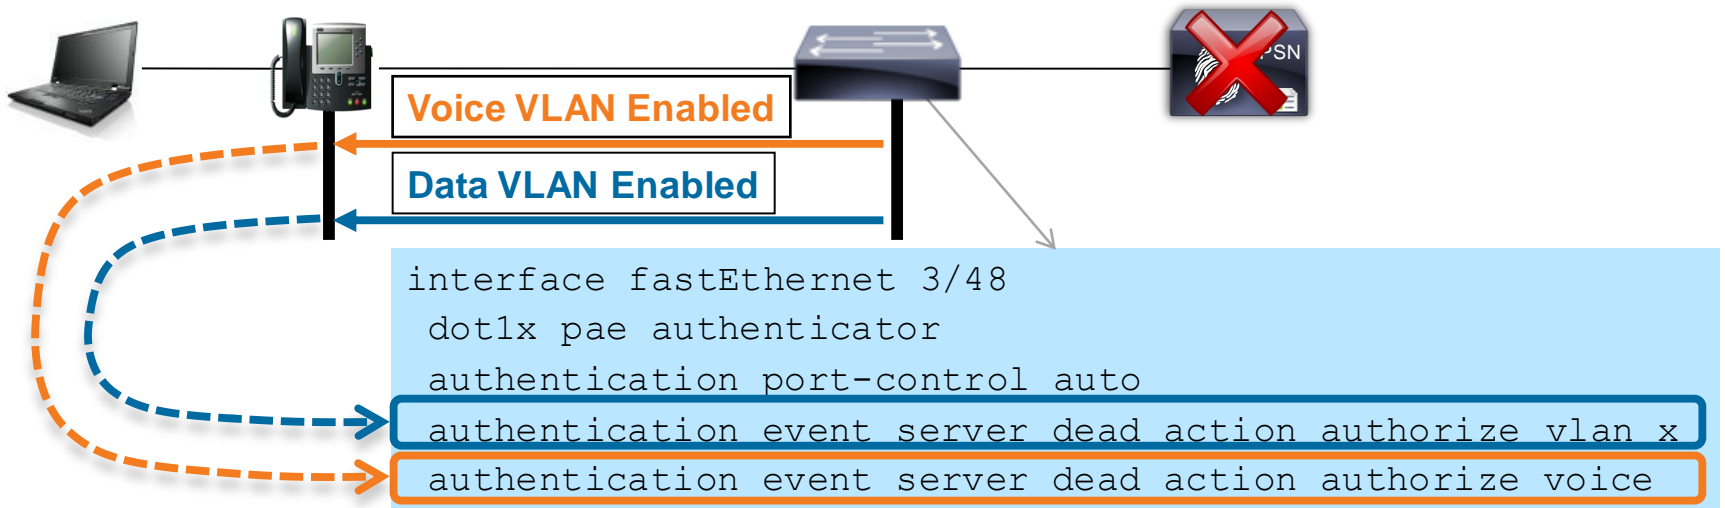 PSN
Voice VLAN Enabled
Data VLAN Enabled
interface fastEthernet 3/48
dot1x pae authenticator
authentication port-control auto
authentication event server dead action authorize vlan x
authentication event server dead action authorize voice